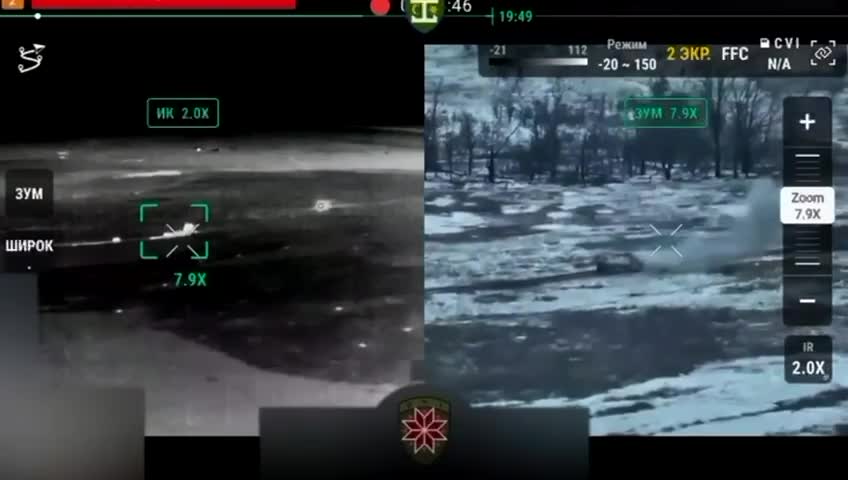 2
:46
19:49
-21 112
Режим
-20 ~ 150
2 ЭКР.
FFC
CVI
N/A
ИК 2.0X
ЗУМ 7.9X
ЗУМ
ШИРОК
7.9X
+
Zoom
7.9X
−
IR
2.0X